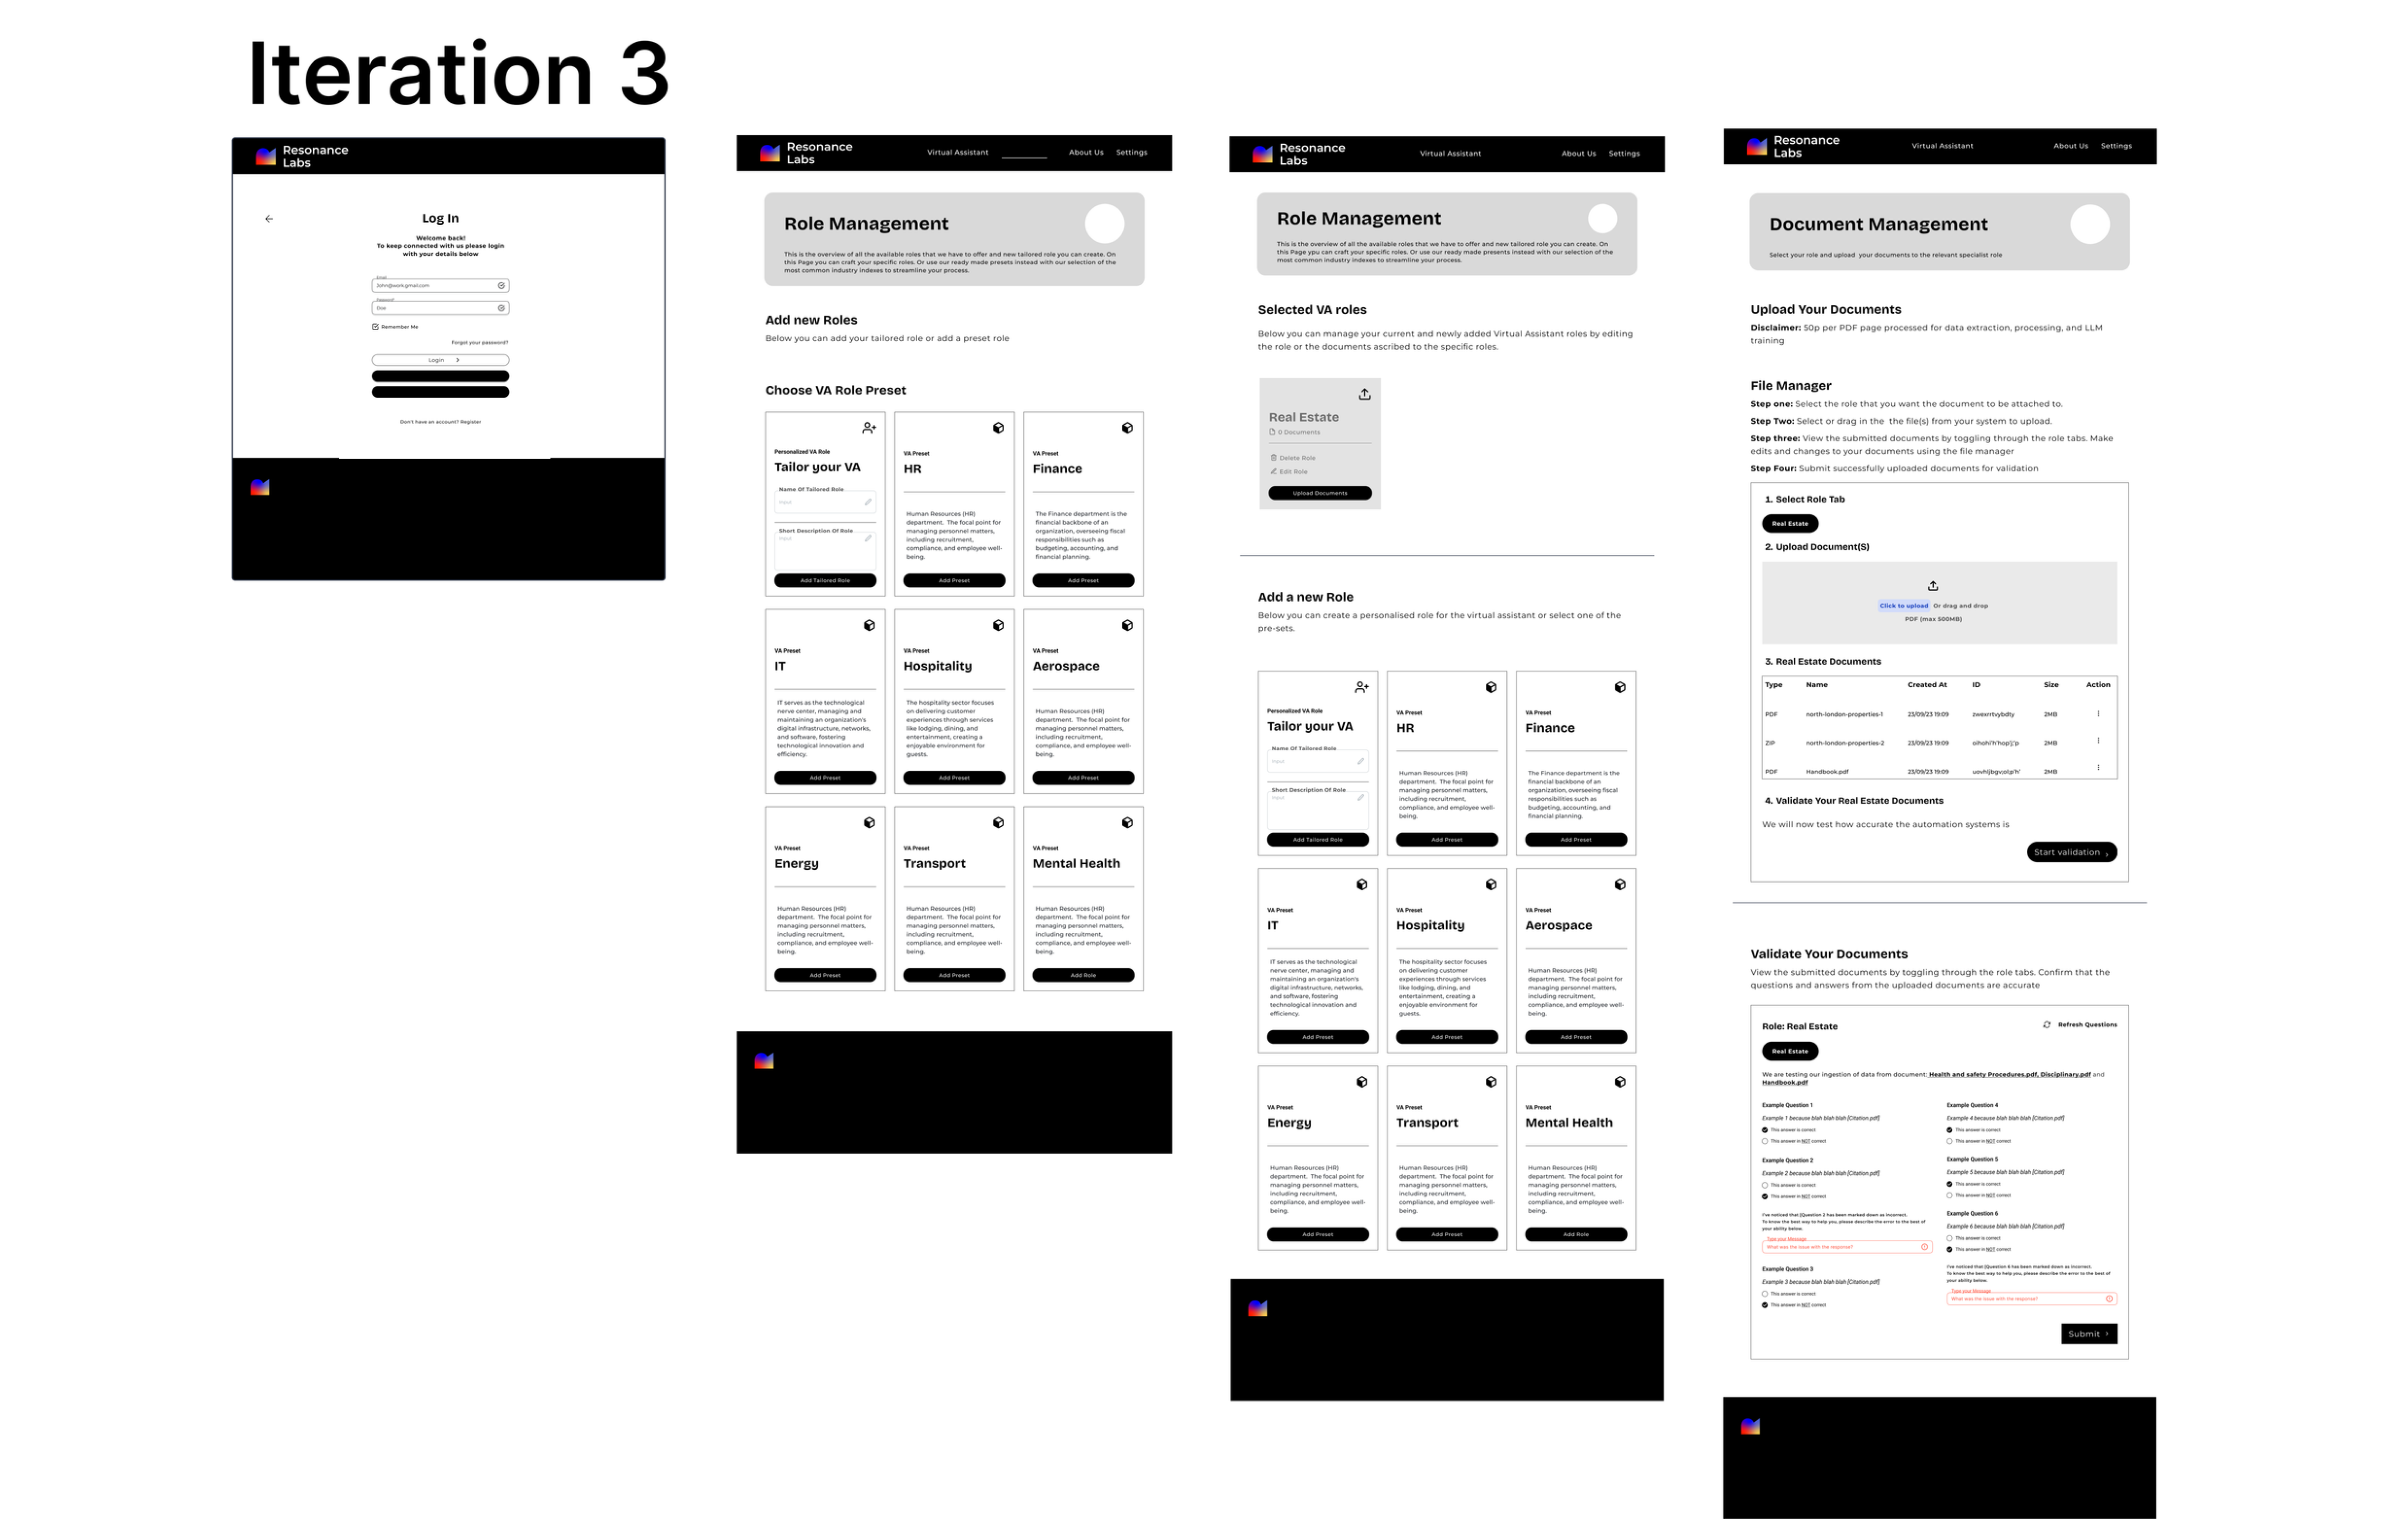 Iteration 3
Resonance
Labs
Log In
Welcome back!
To keep connected with us please login
with your details below
Email
John@work.gmail.com
Password
Doe
Remember Me
Forgot your password?
Login
Don't have an account? Register
Resonance
Labs
Virtual Assistant
About Us
Settings
Role Management
This is the overview of all the available roles that we have to offer and new tailored role you can create. On
this Page you can craft your specific roles. Or use our ready made presets instead with our selection of the
most common industry indexes to streamline your process.
Add new Roles
Below you can add your tailored role or add a preset role
Choose VA Role Preset
Personalized VA Role
Tailor your VA
Name Of Tailored Role
Input
Short Description Of Role
Input
Add Tailored Role
VA Preset
HR
Human Resources (HR)
department. The focal point for
managing personnel matters,
including recruitment,
compliance, and employee well-
being.
Add Preset
VA Preset
Finance
The Finance department is the
financial backbone of an
organization, overseeing fiscal
responsibilities such as
budgeting, accounting, and
financial planning.
Add Preset
VA Preset
IT
IT serves as the technological
nerve center, managing and
maintaining an organization's
digital infrastructure, networks,
and software, fostering
technological innovation and
efficiency.
Add Preset
VA Preset
Hospitality
The hospitality sector focuses
on delivering customer
experiences through services
like lodging, dining, and
entertainment, creating a
enjoyable environment for
guests.
Add Preset
VA Preset
Aerospace
Human Resources (HR)
department. The focal point for
managing personnel matters,
including recruitment,
compliance, and employee well-
being.
Add Preset
VA Preset
Energy
Human Resources (HR)
department. The focal point for
managing personnel matters,
including recruitment,
compliance, and employee well-
being.
Add Preset
VA Preset
Transport
Human Resources (HR)
department. The focal point for
managing personnel matters,
including recruitment,
compliance, and employee well-
being.
Add Preset
VA Preset
Mental Health
Human Resources (HR)
department. The focal point for
managing personnel matters,
including recruitment,
compliance, and employee well-
being.
Add Role
Resonance
Labs
Virtual Assistant
About Us
Settings
Role Management
This is the overview of all the available roles that we have to offer and new tailored role you can create. On
this Page ypu can craft your specific roles. Or use our ready made presets instead with our selection of the
most common industry indexes to streamline your process.
Selected VA roles
Below you can manage your current and newly added Virtual Assistant roles by editing
the role or the documents ascribed to the specific roles.
Real Estate
0 Documents
Delete Role
Edit Role
Upload Documents
Add a new Role
Below you can create a personalised role for the virtual assistant or select one of the
pre-sets.
Personalized VA Role
Tailor your VA
Name Of Tailored Role
Input
Short Description Of Role
Input
Add Tailored Role
VA Preset
HR
Human Resources (HR)
department. The focal point for
managing personnel matters,
including recruitment,
compliance, and employee well-
being.
Add Preset
VA Preset
Finance
The Finance department is the
financial backbone of an
organization, overseeing fiscal
responsibilities such as
budgeting, accounting, and
financial planning.
Add Preset
VA Preset
IT
IT serves as the technological
nerve center, managing and
maintaining an organization's
digital infrastructure, networks,
and software, fostering
technological innovation and
efficiency.
Add Preset
VA Preset
Hospitality
The hospitality sector focuses
on delivering customer
experiences through services
like lodging, dining, and
entertainment, creating a
enjoyable environment for
guests.
Add Preset
VA Preset
Aerospace
Human Resources (HR)
department. The focal point for
managing personnel matters,
including recruitment,
compliance, and employee well-
being.
Add Preset
VA Preset
Energy
Human Resources (HR)
department. The focal point for
managing personnel matters,
including recruitment,
compliance, and employee well-
being.
Add Preset
VA Preset
Transport
Human Resources (HR)
department. The focal point for
managing personnel matters,
including recruitment,
compliance, and employee well-
being.
Add Preset
VA Preset
Mental Health
Human Resources (HR)
department. The focal point for
managing personnel matters,
including recruitment,
compliance, and employee well-
being.
Add Role
Resonance
Labs
Virtual Assistant
About Us
Settings
Document Management
Select your role and upload your documents to the relevant specialist role
Upload Your Documents
Disclaimer: 50p per PDF page processed for data extraction, processing, and LLM
training
File Manager
Step one: Select the role that you want the document to be attached to.
Step Two: Select or drag in the the file(s) from your system to upload.
Step three: View the submitted documents by toggling through the role tabs. Make
edits and changes to your documents using the file manager
Step Four: Submit successfully uploaded documents for validation
1. Select Role Tab
Real Estate
2. Upload Document(S)
Click to upload Or drag and drop
PDF (max 500MB)
3. Real Estate Documents
Type Name Created At ID Size Action
PDF north-london-properties-1 23/09/23 19:09 zwexrrtvybdty 2MB
ZIP north-london-properties-2 23/09/23 19:09 2MB
PDF Handbook.pdf 23/09/23 19:09 2MB
4. Validate Your Real Estate Documents
We will now test how accurate the automation systems is
Start validation
Validate Your Documents
View the submitted documents by toggling through the role tabs. Confirm that the
questions and answers from the uploaded documents are accurate
Role: Real Estate
Refresh Questions
Real Estate
We are testing our ingestion of data from document: Health and safety Procedures.pdf, Disciplinary.pdf and
Handbook.pdf
Example Question 1
Example 1 because blah blah blah [Citation.pdf]
This answer is correct
This answer in NOT correct
Example Question 2
Example 2 because blah blah blah [Citation.pdf]
This answer is correct
This answer in NOT correct
I've noticed that [Question 2 has been marked down as incorrect.
To know the best way to help you, please describe the error to the best of
your ability below.
Type your Message
What was the issue with the response?
Example Question 3
Example 3 because blah blah blah [Citation.pdf]
This answer is correct
This answer in NOT correct
Example Question 4
Example 4 because blah blah blah [Citation.pdf]
This answer is correct
This answer in NOT correct
Example Question 5
Example 5 because blah blah blah [Citation.pdf]
This answer is correct
This answer in NOT correct
Example Question 6
Example 6 because blah blah blah [Citation.pdf]
This answer is correct
This answer in NOT correct
I've noticed that [Question 6 has been marked down as incorrect.
To know the best way to help you, please describe the error to the best of
your ability below.
Type your Message
What was the issue with the response?
Submit